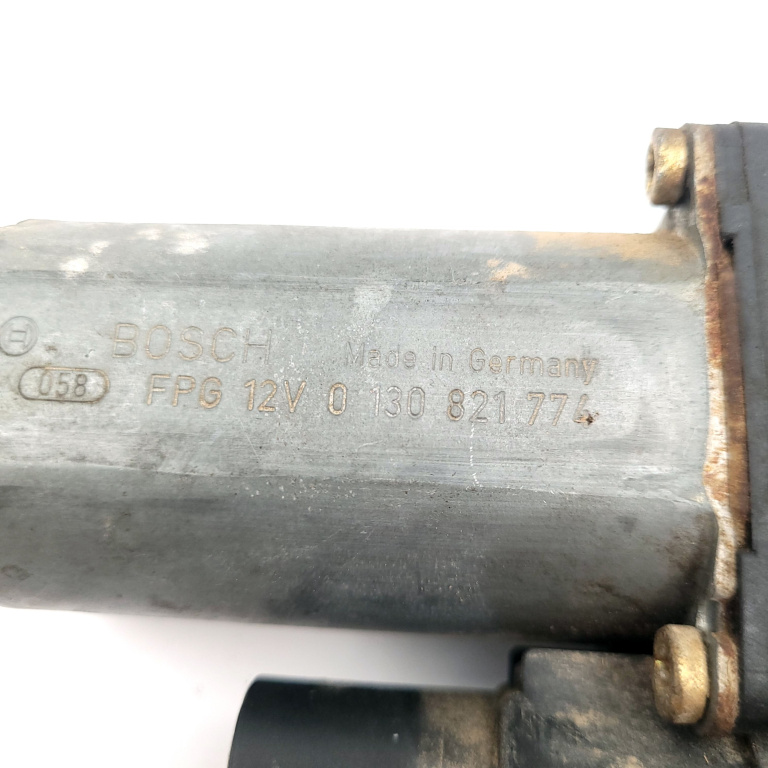 BOSCH Made in Germany
058 FPG 12V 0 130 821 774